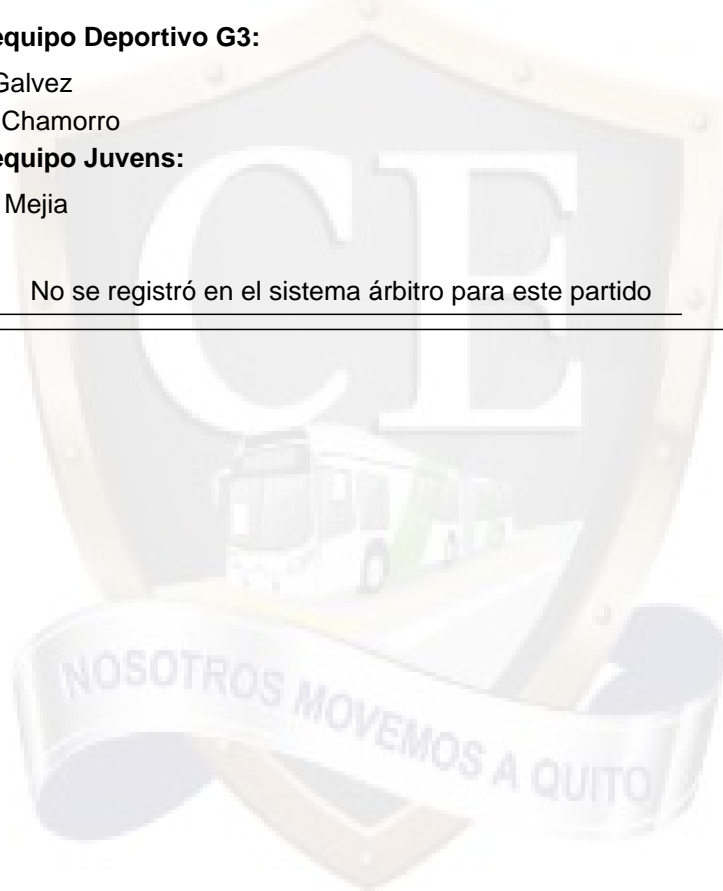 equipo Deportivo G3:
Galvez
Chamorro
equipo Juvens:
Mejia
No se registró en el sistema árbitro para este partido
CE
NOSOTROS MOVEMOS A QUITO